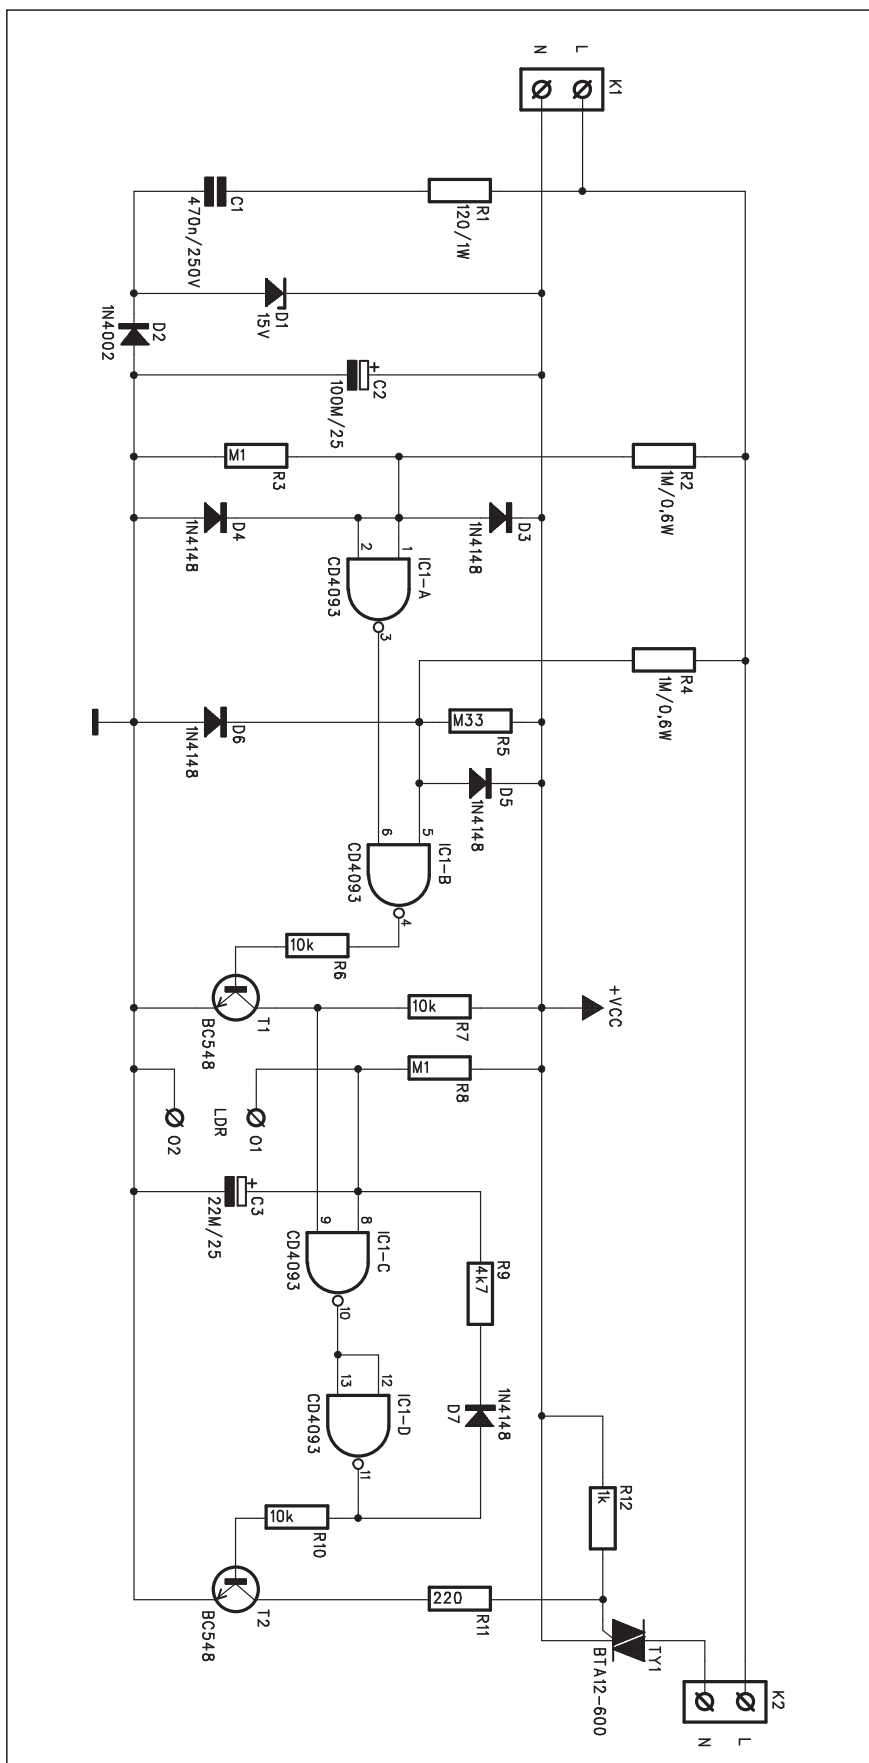 K1
L
N
R1
120/1W
C1
470n/250V
D1
15V
D2
1N4002
+
C2
100M/25
R2
1M/0,6W
M1
R3
D3
1N4148
D4
1N4148
1
2
IC1-A
CD4093
3
R4
1M/0,6W
M33
R5
D6
1N4148
D5
1N4148
5
6
IC1-B
CD4093
4
10k
R6
T1
BC548
+VCC
10k
R7
M1
R8
O1
LDR
O2
+
C3
22M/25
8
9
IC1-C
CD4093
10
R9
4k7
1N4148
D7
12
13
IC1-D
CD4093
11
10k
R10
T2
BC548
R12
1k
220
R11
TY1
BTA12-600
K2
L
N